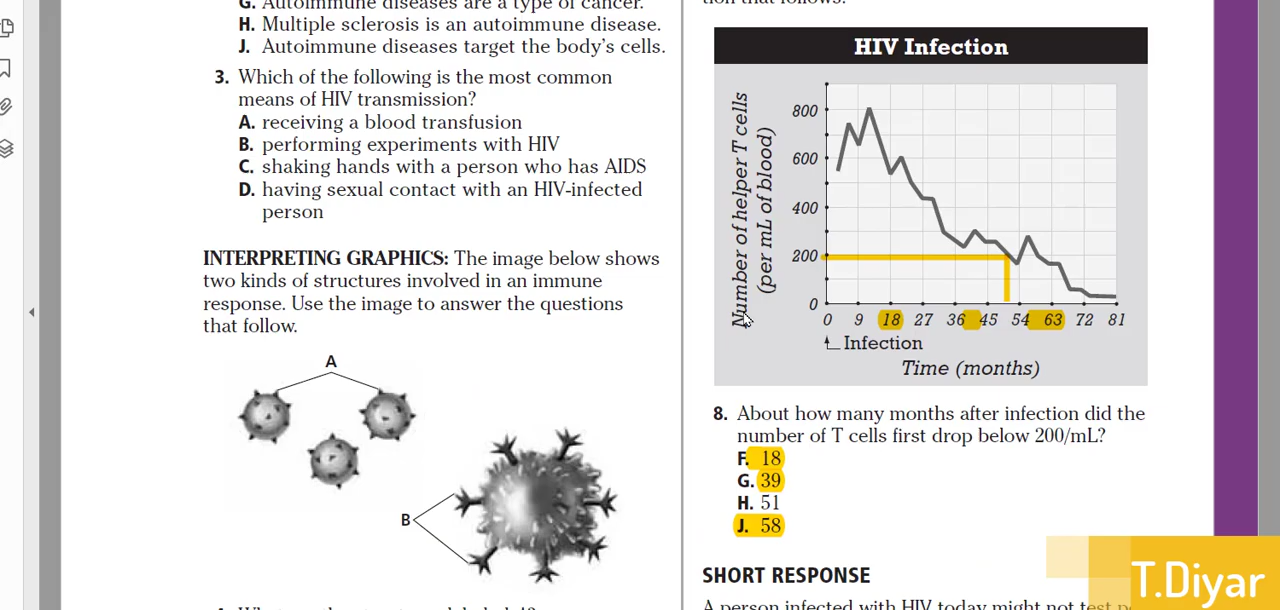 G. Autoimmune diseases are a type of cancer.
H. Multiple sclerosis is an autoimmune disease.
J. Autoimmune diseases target the body's cells.
3. Which of the following is the most common
means of HIV transmission?
A. receiving a blood transfusion
B. performing experiments with HIV
C. shaking hands with a person who has AIDS
D. having sexual contact with an HIV-infected
person
INTERPRETING GRAPHICS: The image below shows
two kinds of structures involved in an immune
response. Use the image to answer the questions
that follow.
A
B
tion that follows.
HIV Infection
Number of helper T cells
(per mL of blood)
800
600
400
200
0
0 9 18 27 36 45 54 63 72 81
Infection
Time (months)
8. About how many months after infection did the
number of T cells first drop below 200/mL?
F. 18
G. 39
H. 51
J. 58
SHORT RESPONSE
A person infected with HIV today might not test
T.Diyar